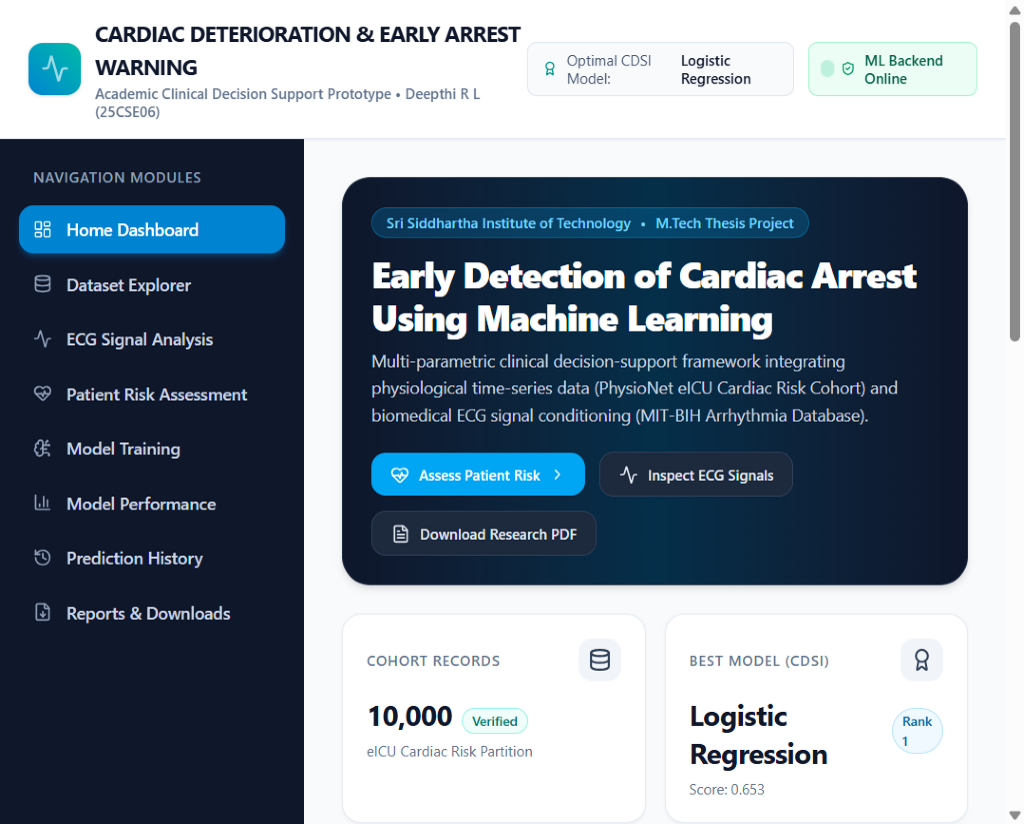 CARDIAC DETERIORATION & EARLY ARREST
WARNING
Academic Clinical Decision Support Prototype • Deepthi R L
(25CSE06)
Optimal CDSI
Model:
Logistic
Regression
ML Backend
Online
NAVIGATION MODULES
Home Dashboard
Dataset Explorer
ECG Signal Analysis
Patient Risk Assessment
Model Training
Model Performance
Prediction History
Reports & Downloads
Sri Siddhartha Institute of Technology • M.Tech Thesis Project
Early Detection of Cardiac Arrest
Using Machine Learning
Multi-parametric clinical decision-support framework integrating
physiological time-series data (PhysioNet eICU Cardiac Risk Cohort) and
biomedical ECG signal conditioning (MIT-BIH Arrhythmia Database).
Assess Patient Risk
Inspect ECG Signals
Download Research PDF
COHORT RECORDS
10,000 Verified
eICU Cardiac Risk Partition
BEST MODEL (CDSI)
Logistic
Regression
Rank
1
Score: 0.653